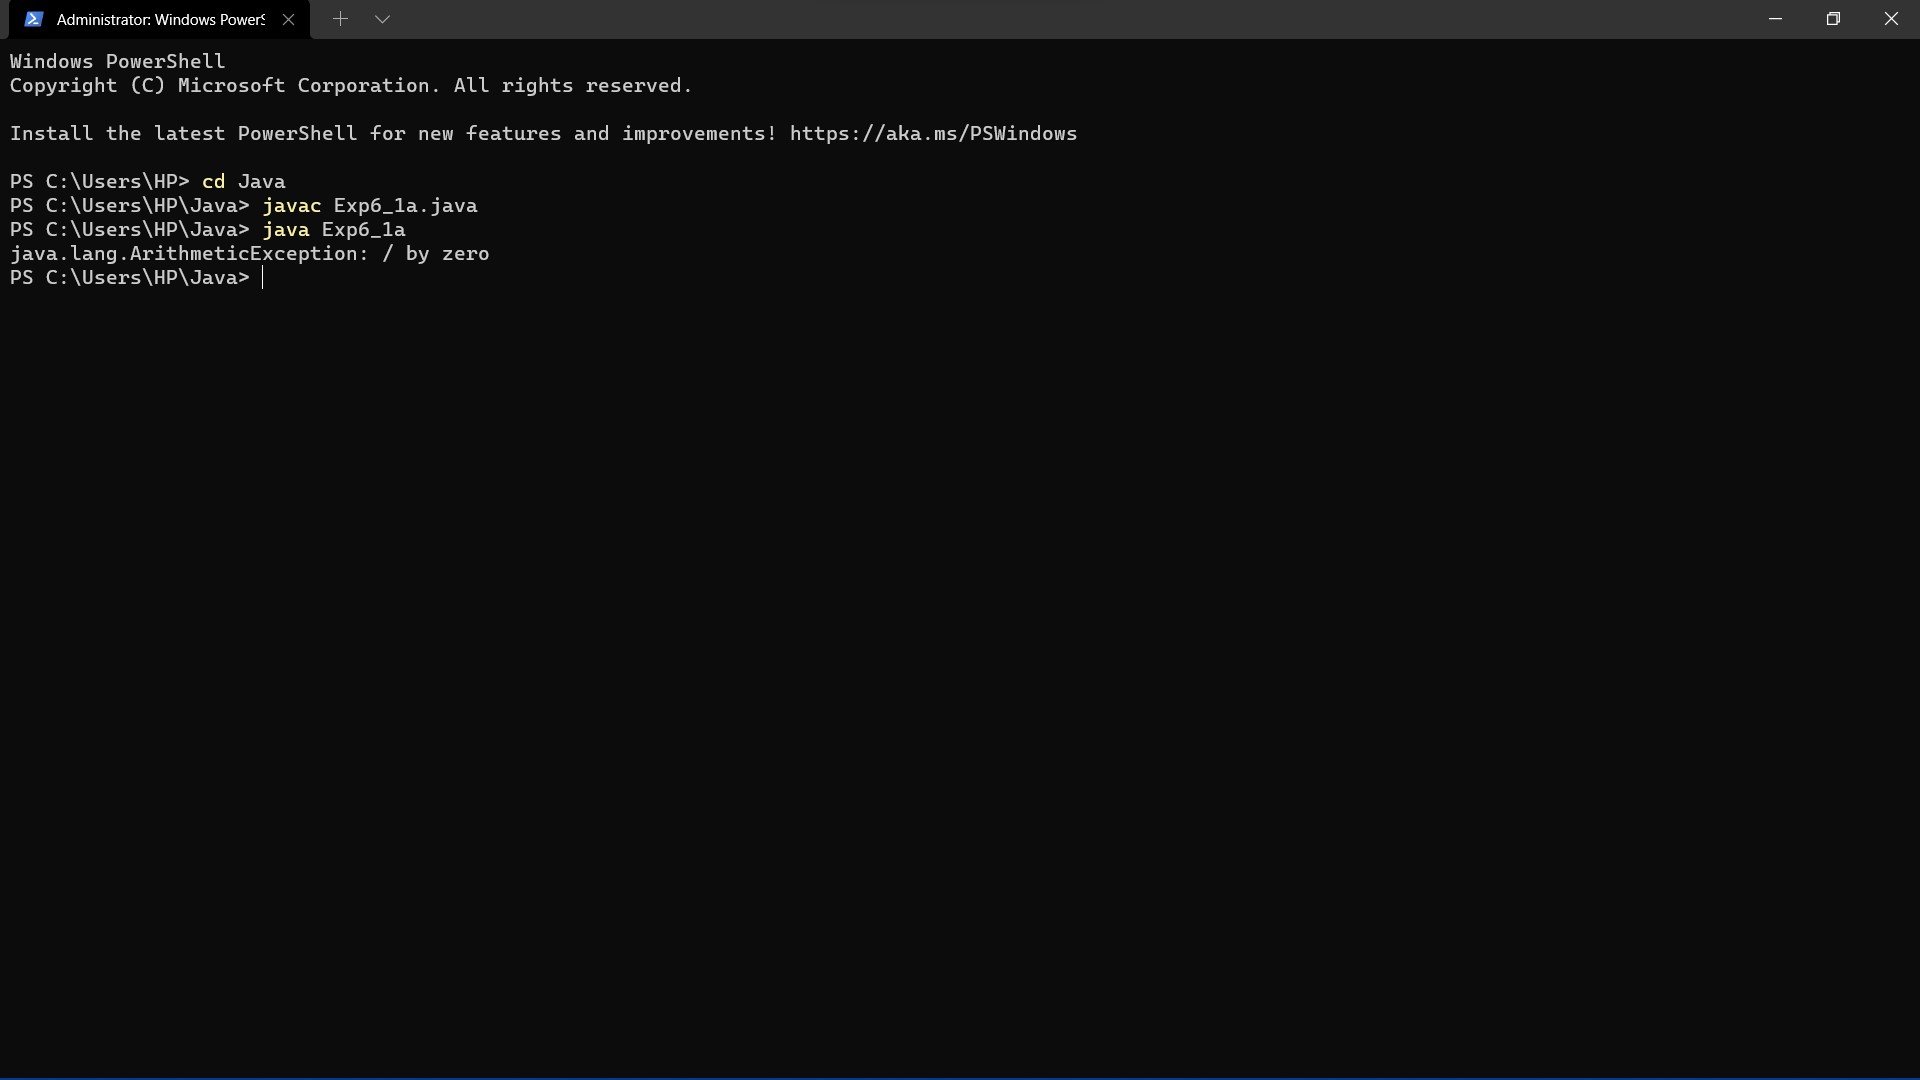 Administrator: Windows PowerS
Windows PowerShell
Copyright (C) Microsoft Corporation. All rights reserved.
Install the latest PowerShell for new features and improvements! https://aka.ms/PSWindows
PS C:\Users\HP> cd Java
PS C:\Users\HP\Java> javac Exp6_1a.java
PS C:\Users\HP\Java> java Exp6_1a
java.lang.ArithmeticException: / by zero
PS C:\Users\HP\Java>